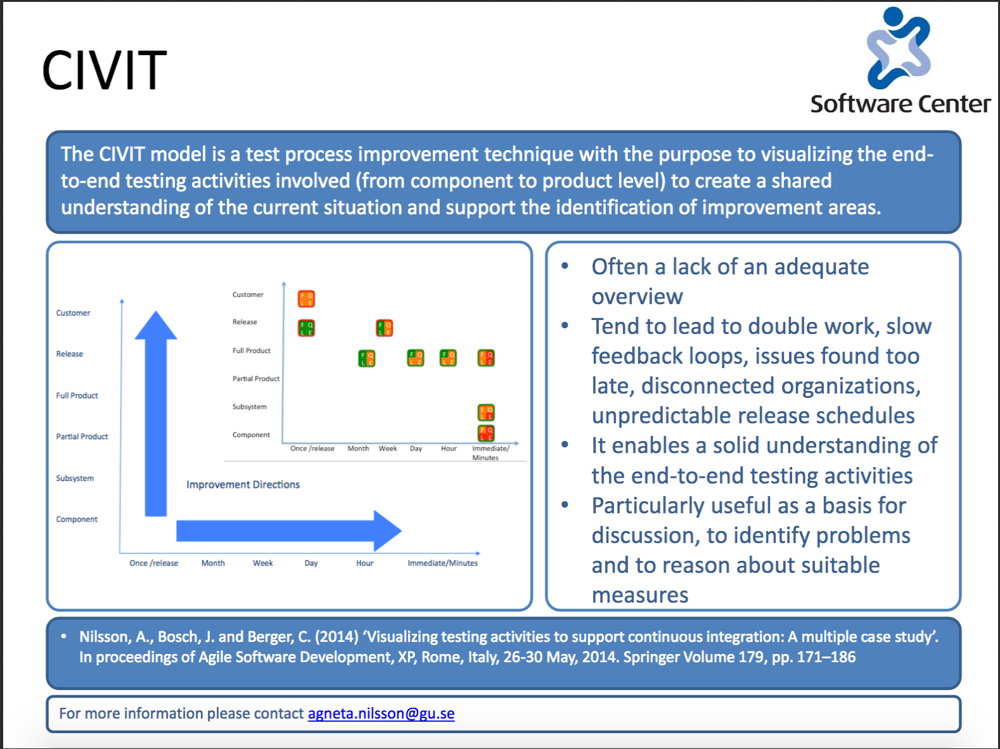 CIVIT
Software Center
The CIVIT model is a test process improvement technique with the purpose to visualizing the end-
to-end testing activities involved (from component to product level) to create a shared
understanding of the current situation and support the identification of improvement areas.
Customer
Release
Full Product
Partial Product
Subsystem
Component
Once /release
Month
Week
Day
Hour
Immediate/Minutes
Improvement Directions
Customer
Release
Full Product
Partial Product
Subsystem
Component
Once /release
Month
Week
Day
Hour
Immediate/
Minutes
F Q
L E
F Q
L E
F Q
L E
F Q
L E
F Q
L E
F Q
L E
F Q
L E
F Q
L E
F Q
L E
• Often a lack of an adequate
overview
• Tend to lead to double work, slow
feedback loops, issues found too
late, disconnected organizations,
unpredictable release schedules
• It enables a solid understanding of
the end-to-end testing activities
• Particularly useful as a basis for
discussion, to identify problems
and to reason about suitable
measures
• Nilsson, A., Bosch, J. and Berger, C. (2014) ‘Visualizing testing activities to support continuous integration: A multiple case study’.
In proceedings of Agile Software Development, XP, Rome, Italy, 26-30 May, 2014. Springer Volume 179, pp. 171–186
For more information please contact agneta.nilsson@gu.se